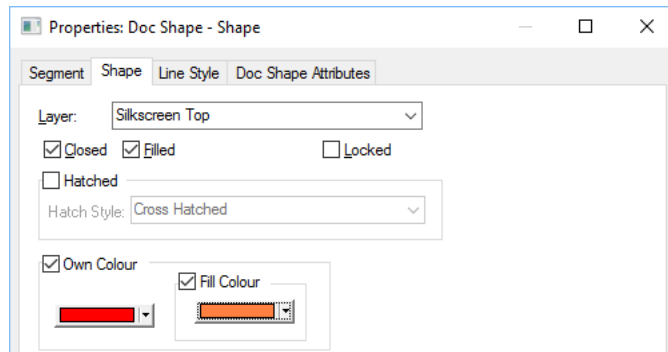 Properties: Doc Shape - Shape
Segment Shape Line Style Doc Shape Attributes
Layer: Silkscreen Top
Closed Filled Locked
Hatched
Hatch Style: Cross Hatched
Own Colour
Fill Colour